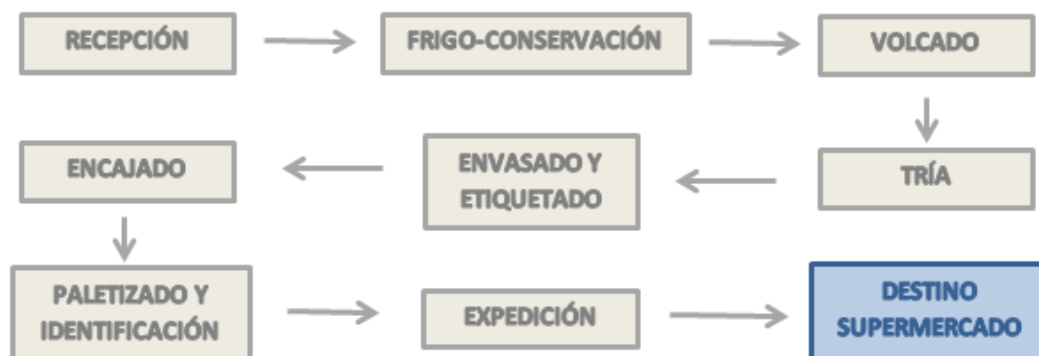 RECEPCIÓN
FRIGO-CONSERVACIÓN
VOLCADO
TRÍA
ENVASADO Y
ETIQUETADO
ENCAJADO
PALETIZADO Y
IDENTIFICACIÓN
EXPEDICIÓN
DESTINO
SUPERMERCADO